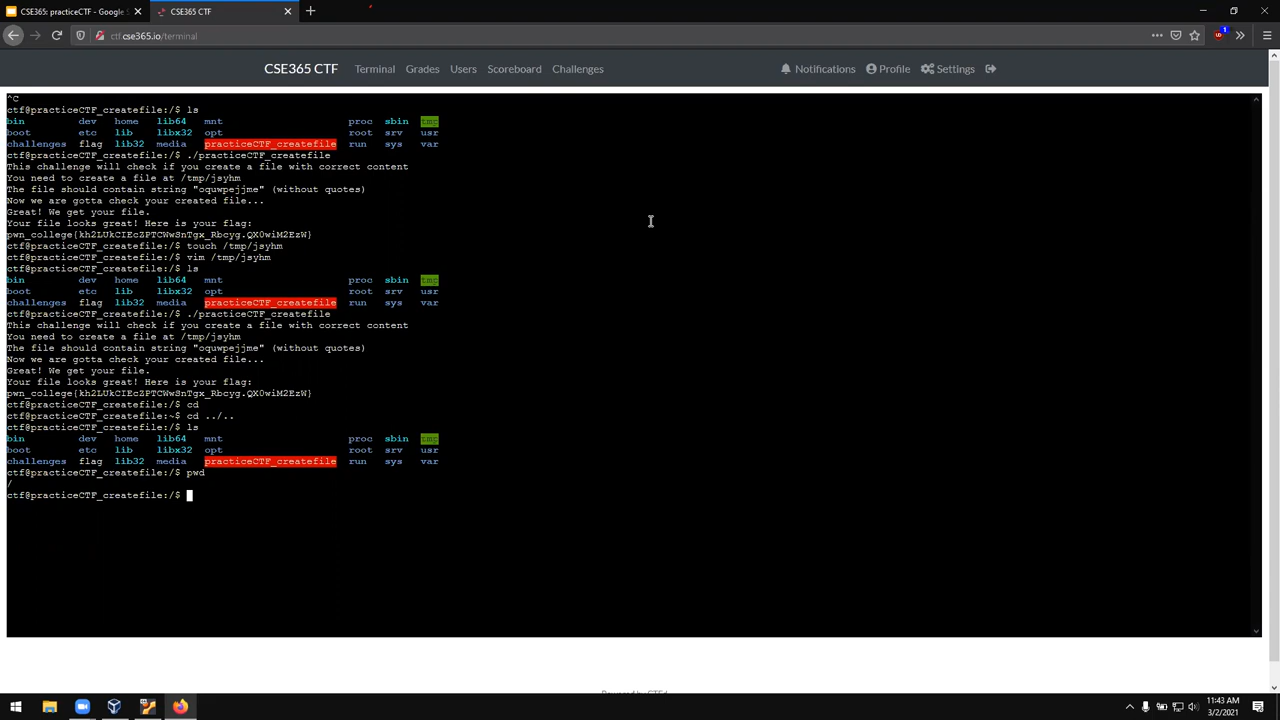 CSE365: practiceCTF - Google S
CSE365 CTF
ctf.cse365.io/terminal
1
CSE365 CTF Terminal Grades Users Scoreboard Challenges Notifications Profile Settings
^C
ctf@practiceCTF_createfile:/$ ls
bin dev home lib64 mnt proc sbin tmp
boot etc lib libx32 opt root srv usr
challenges flag lib32 media practiceCTF_createfile run sys var
ctf@practiceCTF_createfile:/$ ./practiceCTF_createfile
This challenge will check if you create a file with correct content
You need to create a file at /tmp/jsyhm
The file should contain string "oquwpejjme" (without quotes)
Now we are gotta check your created file...
Great! We get your file.
Your file looks great! Here is your flag:
pwn_college{kh2LUkCIEcZPTCWwSnTgx_Rbcyg.QX0wiM2EzW}
ctf@practiceCTF_createfile:/$ touch /tmp/jsyhm
ctf@practiceCTF_createfile:/$ vim /tmp/jsyhm
ctf@practiceCTF_createfile:/$ ls
bin dev home lib64 mnt proc sbin tmp
boot etc lib libx32 opt root srv usr
challenges flag lib32 media practiceCTF_createfile run sys var
ctf@practiceCTF_createfile:/$ ./practiceCTF_createfile
This challenge will check if you create a file with correct content
You need to create a file at /tmp/jsyhm
The file should contain string "oquwpejjme" (without quotes)
Now we are gotta check your created file...
Great! We get your file.
Your file looks great! Here is your flag:
pwn_college{kh2LUkCIEcZPTCWwSnTgx_Rbcyg.QX0wiM2EzW}
ctf@practiceCTF_createfile:/$ cd
ctf@practiceCTF_createfile:~$ cd ../..
ctf@practiceCTF_createfile:/$ ls
bin dev home lib64 mnt proc sbin tmp
boot etc lib libx32 opt root srv usr
challenges flag lib32 media practiceCTF_createfile run sys var
ctf@practiceCTF_createfile:/$ pwd
/
ctf@practiceCTF_createfile:/$
Powered by CTFd
11:43 AM
3/2/2021